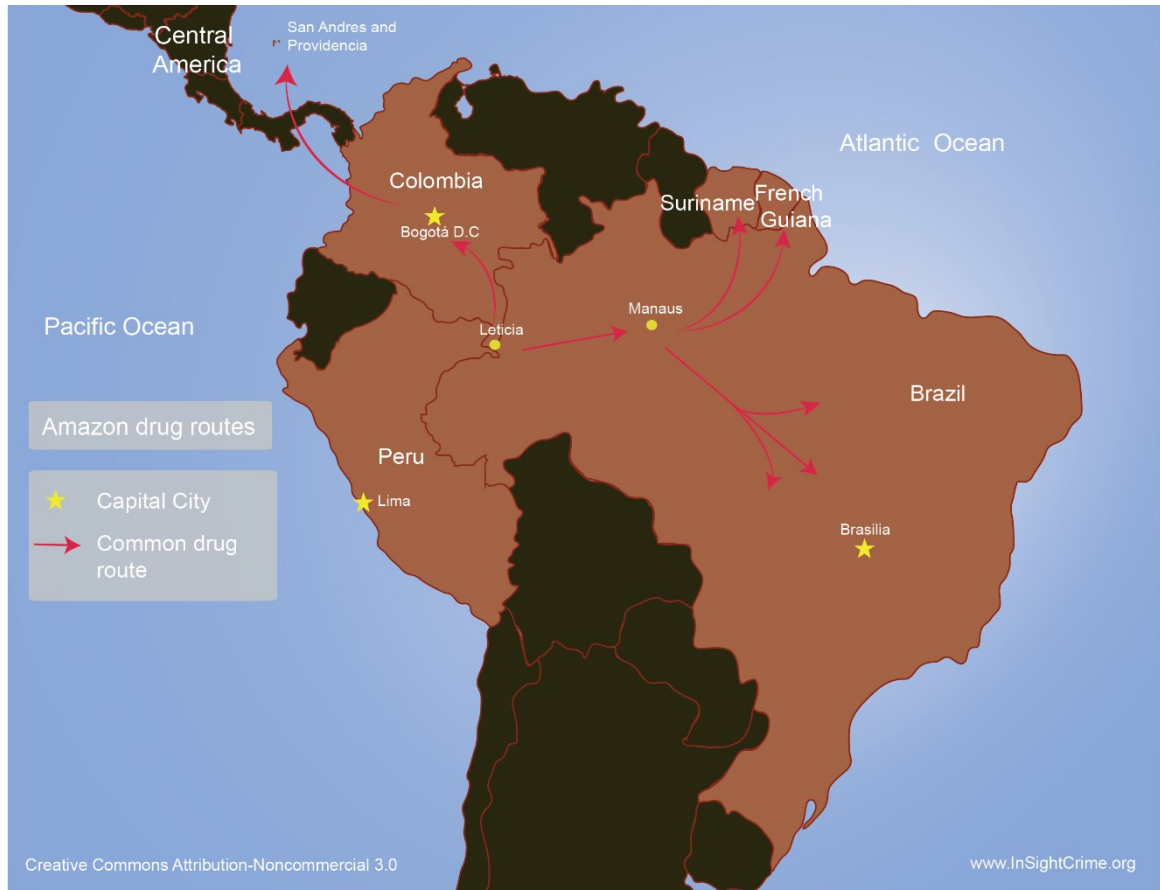 Central
America
San Andres and
Providencia
Atlantic  Ocean
Colombia
Suriname
French
Guiana
Bogotá D.C
Manaus
Pacific Ocean
Leticia
Brazil
Amazon drug routes
Peru
Capital City
Lima
Common drug
route
Brasilia
Creative Commons Attribution-Noncommercial 3.0
www.InSightCrime.org